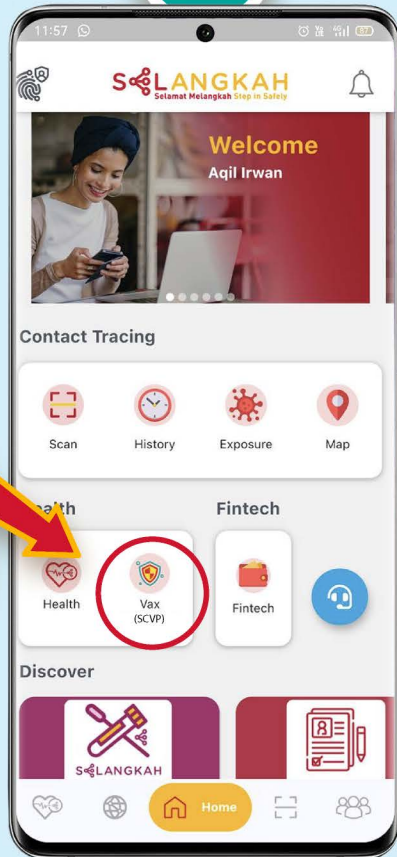 11:57
57
SELANGKAH
Selamat Melangkah Step in Safely
Welcome
Aqil Irwan
Contact Tracing
Scan
History
Exposure
Map
Fintech
Health
Vax
(SCVP)
Fintech
Discover
SELANGKAH
Home